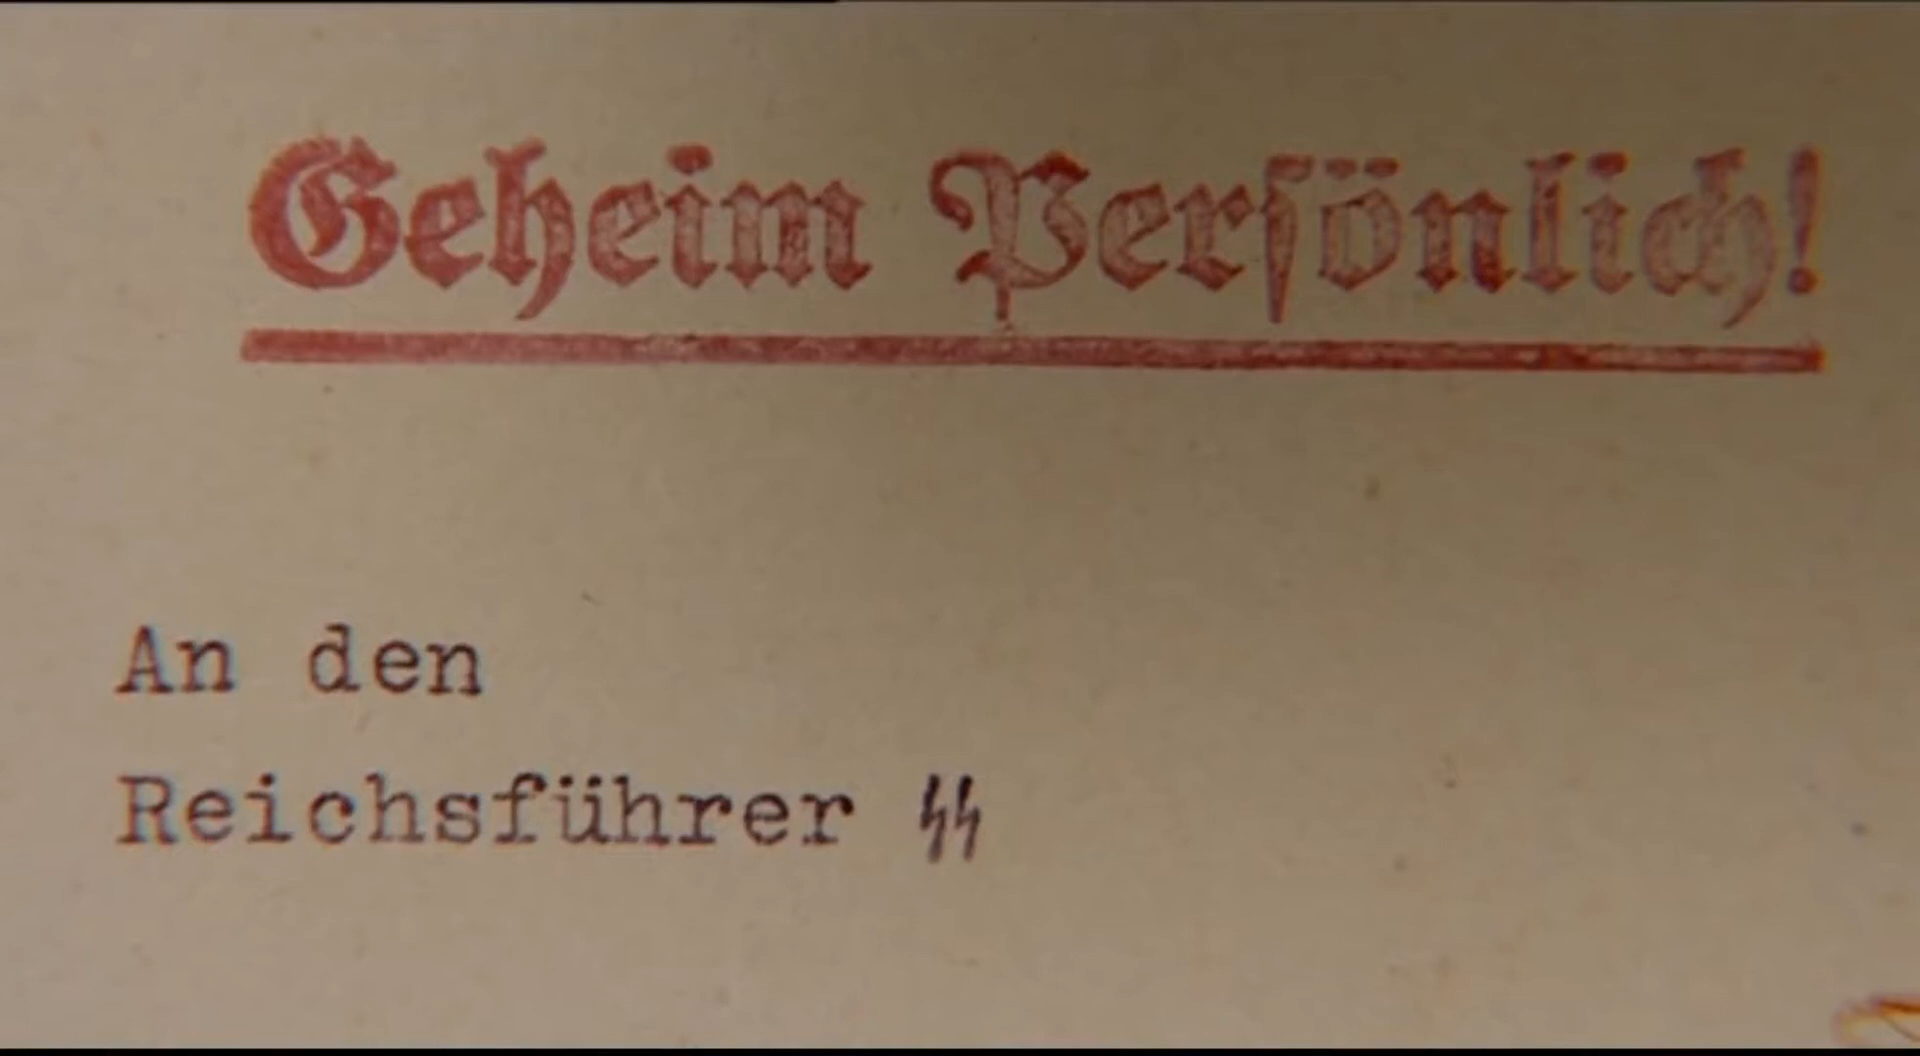 Geheim Perſönlich!
An den
Reichsführer ᛋᛋ